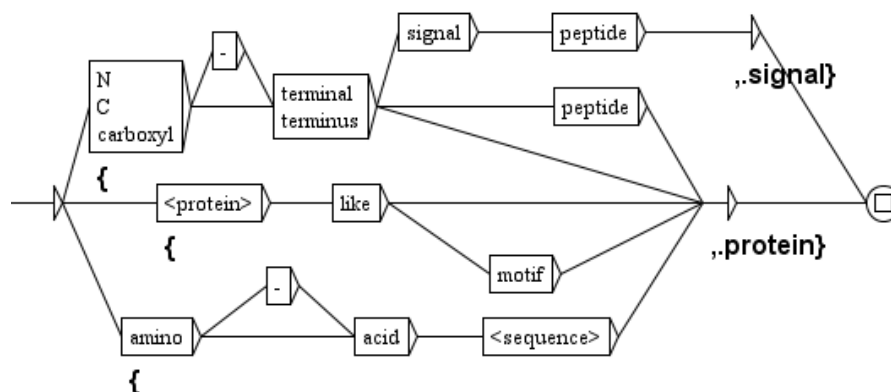 signal
peptide
-
,.signal}
N
C
carboxyl
terminal
terminus
peptide
{
<protein>
like
{
,.protein}
motif
-
amino
acid
<sequence>
{